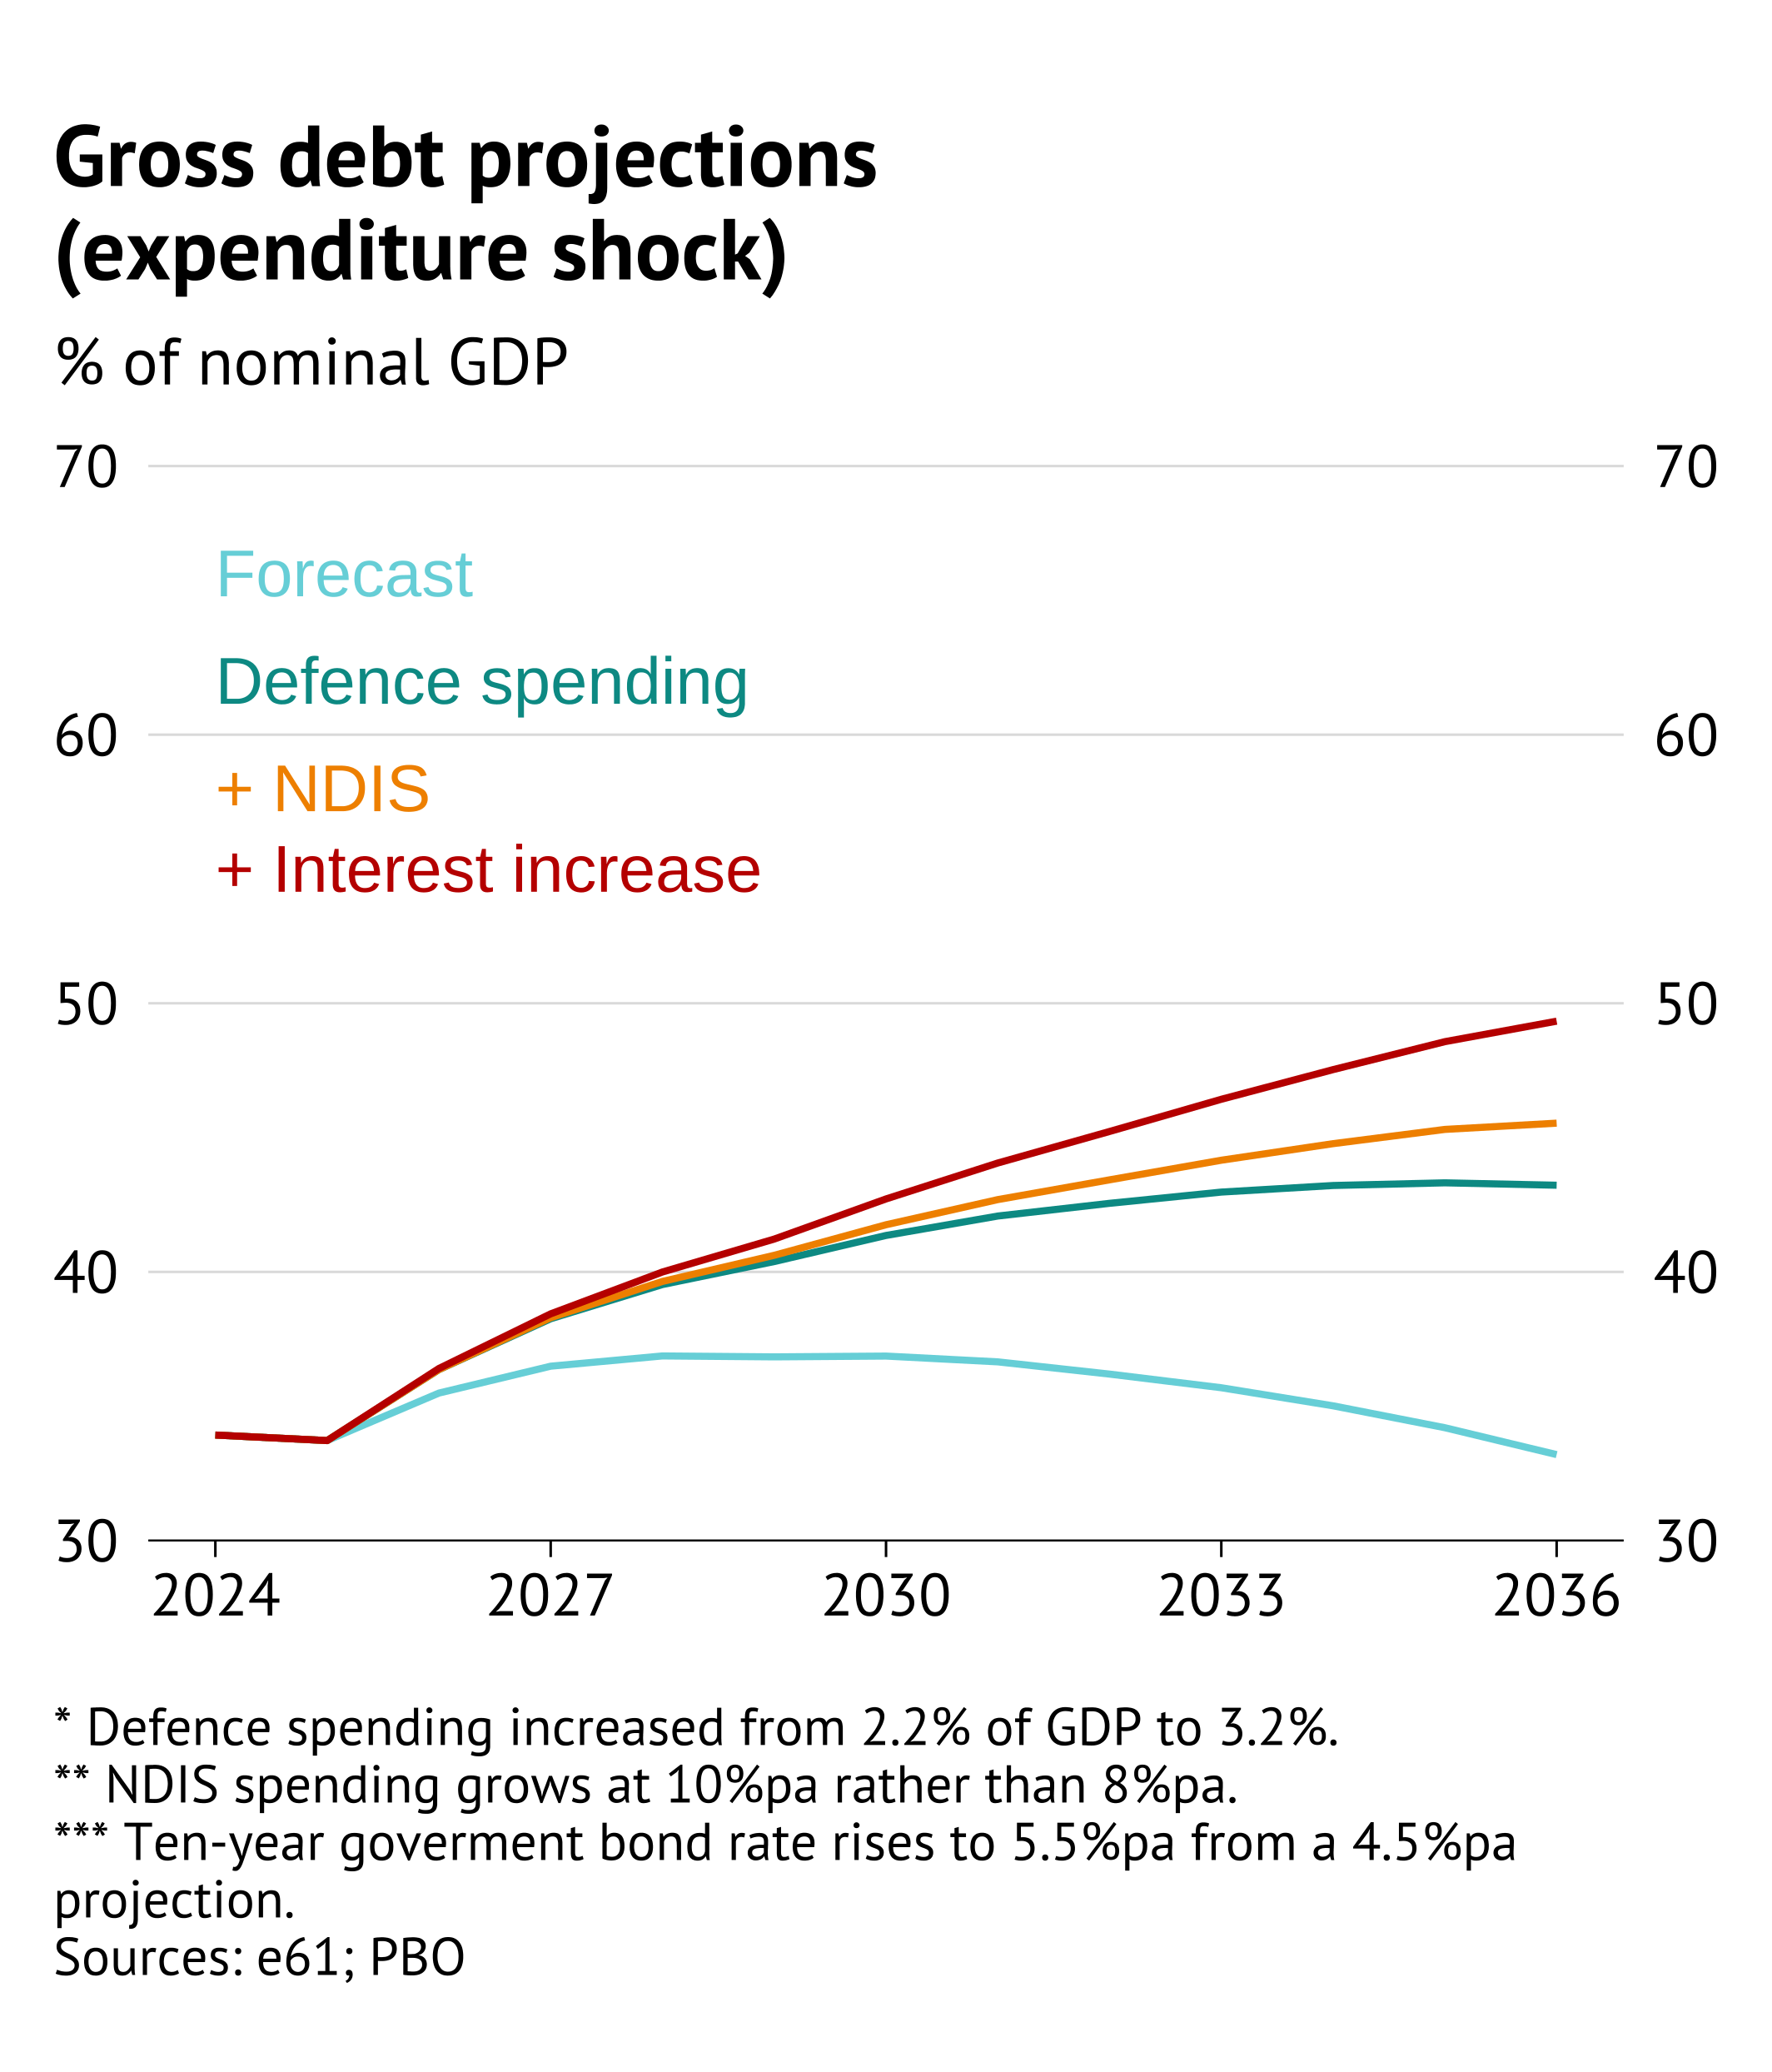 Gross debt projections
(expenditure shock)
% of nominal GDP
70 70
Forecast
Defence spending
60 60
+ NDIS
+ Interest increase
50 50
40 40
30 30
2024 2027 2030 2033 2036
* Defence spending increased from 2.2% of GDP to 3.2%.
** NDIS spending grows at 10%pa rather than 8%pa.
*** Ten-year goverment bond rate rises to 5.5%pa from a 4.5%pa
projection.
Sources: e61; PBO